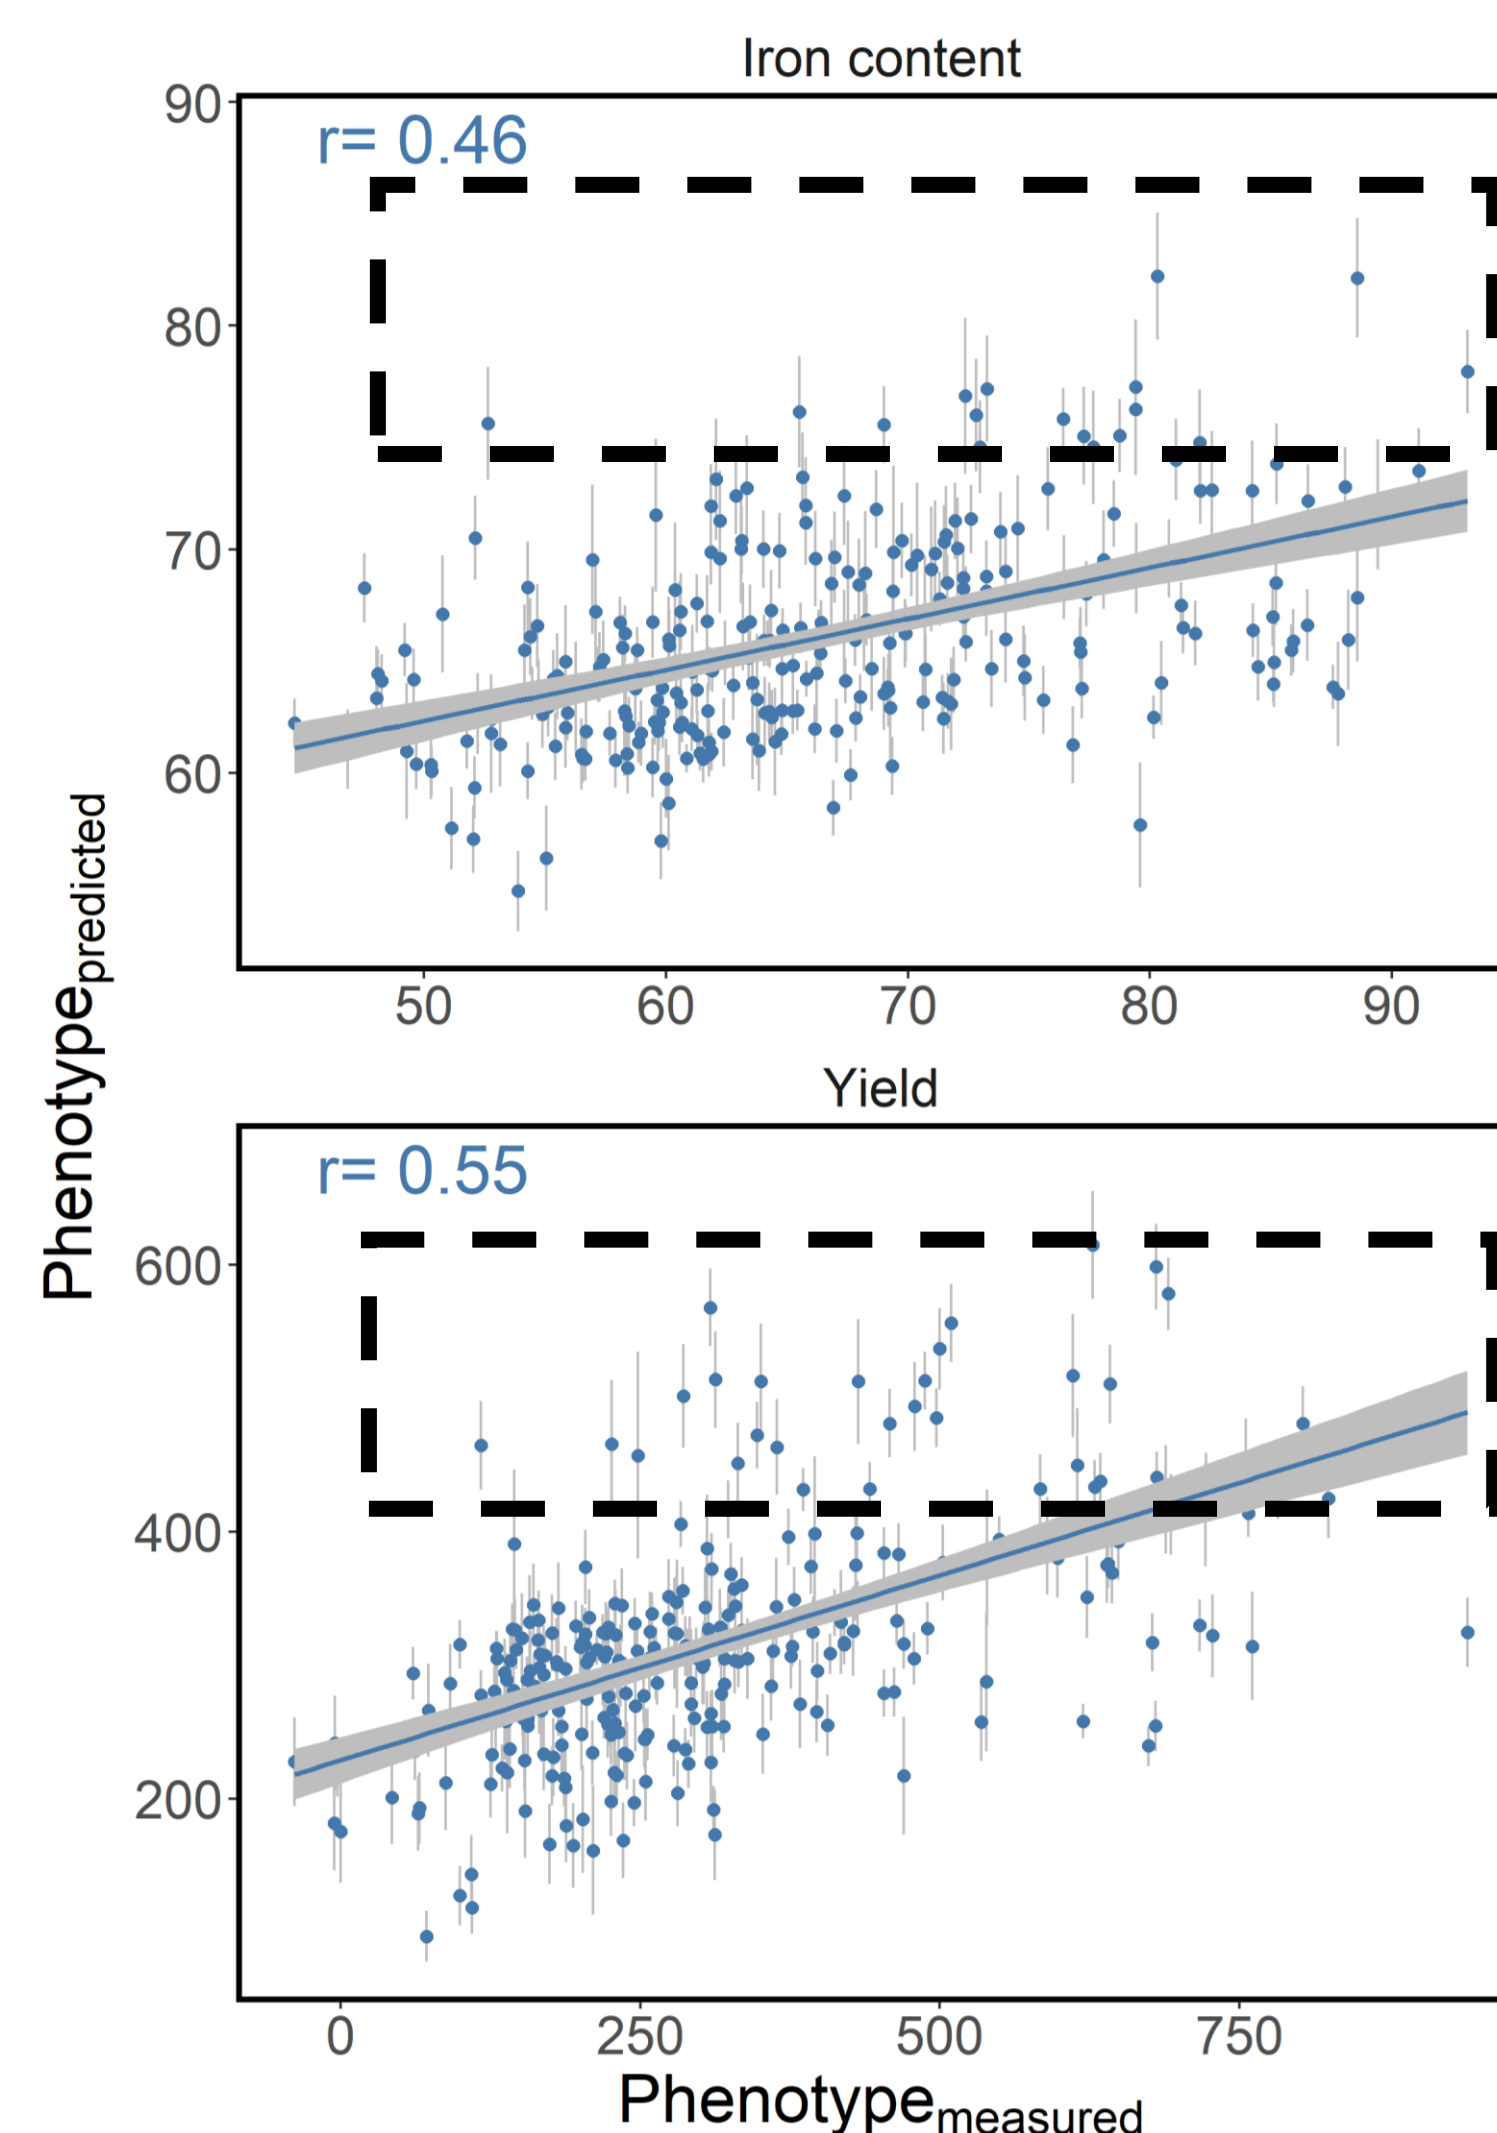 Iron content
r= 0.46
90
80
70
60
50 60 70 80 90
Yield
r= 0.55
600
400
200
0 250 500 750
Phenotypepredicted
Phenotypemeasured